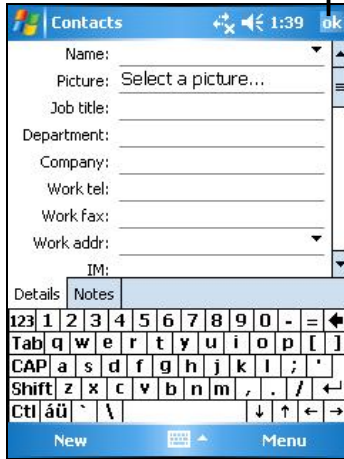 Contacts 1:39 ok
Name:
Picture: Select a picture...
Job title:
Department:
Company:
Work tel:
Work fax:
Work addr:
IM:
Details Notes
123 1 2 3 4 5 6 7 8 9 0 - =
Tab q w e r t y u i o p [ ]
CAP a s d f g h j k l ; '
Shift z x c v b n m , . /
Ctl áü ` \
New Menu